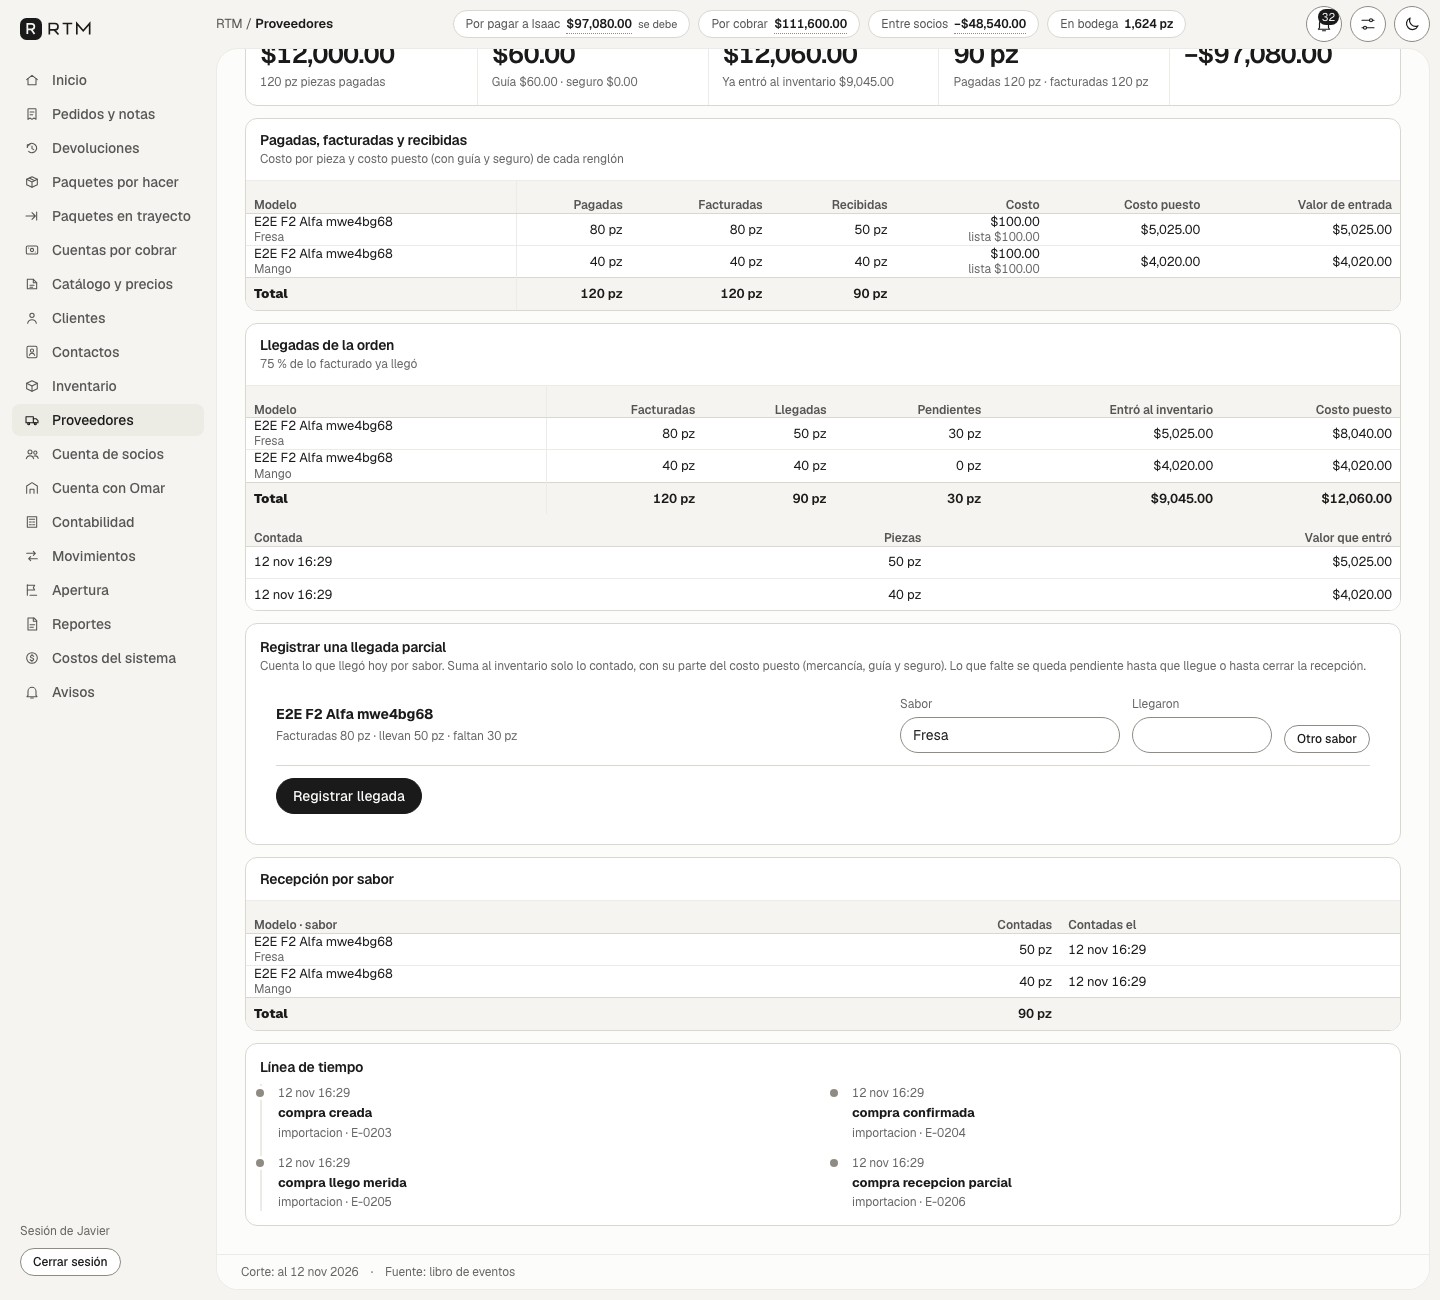 RTM
RTM / Proveedores
Por pagar a Isaac $97,080.00 se debe
Por cobrar $111,600.00
Entre socios −$48,540.00
En bodega 1,624 pz
32
Inicio
Pedidos y notas
Devoluciones
Paquetes por hacer
Paquetes en trayecto
Cuentas por cobrar
Catálogo y precios
Clientes
Contactos
Inventario
Proveedores
Cuenta de socios
Cuenta con Omar
Contabilidad
Movimientos
Apertura
Reportes
Costos del sistema
Avisos
Sesión de Javier
Cerrar sesión
$12,000.00 $60.00 $12,060.00 90 pz −$97,080.00
120 pz piezas pagadas
Guía $60.00 · seguro $0.00
Ya entró al inventario $9,045.00
Pagadas 120 pz · facturadas 120 pz
Pagadas, facturadas y recibidas
Costo por pieza y costo puesto (con guía y seguro) de cada renglón
Modelo Pagadas Facturadas Recibidas Costo Costo puesto Valor de entrada
E2E F2 Alfa mwe4bg68 80 pz 80 pz 50 pz $100.00 $5,025.00 $5,025.00
Fresa lista $100.00
E2E F2 Alfa mwe4bg68 40 pz 40 pz 40 pz $100.00 $4,020.00 $4,020.00
Mango lista $100.00
Total 120 pz 120 pz 90 pz
Llegadas de la orden
75 % de lo facturado ya llegó
Modelo Facturadas Llegadas Pendientes Entró al inventario Costo puesto
E2E F2 Alfa mwe4bg68 80 pz 50 pz 30 pz $5,025.00 $8,040.00
Fresa
E2E F2 Alfa mwe4bg68 40 pz 40 pz 0 pz $4,020.00 $4,020.00
Mango
Total 120 pz 90 pz 30 pz $9,045.00 $12,060.00
Contada Piezas Valor que entró
12 nov 16:29 50 pz $5,025.00
12 nov 16:29 40 pz $4,020.00
Registrar una llegada parcial
Cuenta lo que llegó hoy por sabor. Suma al inventario solo lo contado, con su parte del costo puesto (mercancía, guía y seguro). Lo que falte se queda pendiente hasta que llegue o hasta cerrar la recepción.
Sabor Llegaron
E2E F2 Alfa mwe4bg68
Facturadas 80 pz · llevan 50 pz · faltan 30 pz
Fresa
Otro sabor
Registrar llegada
Recepción por sabor
Modelo · sabor Contadas Contadas el
E2E F2 Alfa mwe4bg68 50 pz 12 nov 16:29
Fresa
E2E F2 Alfa mwe4bg68 40 pz 12 nov 16:29
Mango
Total 90 pz
Línea de tiempo
12 nov 16:29
compra creada
importacion · E-0203
12 nov 16:29
compra confirmada
importacion · E-0204
12 nov 16:29
compra llego merida
importacion · E-0205
12 nov 16:29
compra recepcion parcial
importacion · E-0206
Corte: al 12 nov 2026 · Fuente: libro de eventos